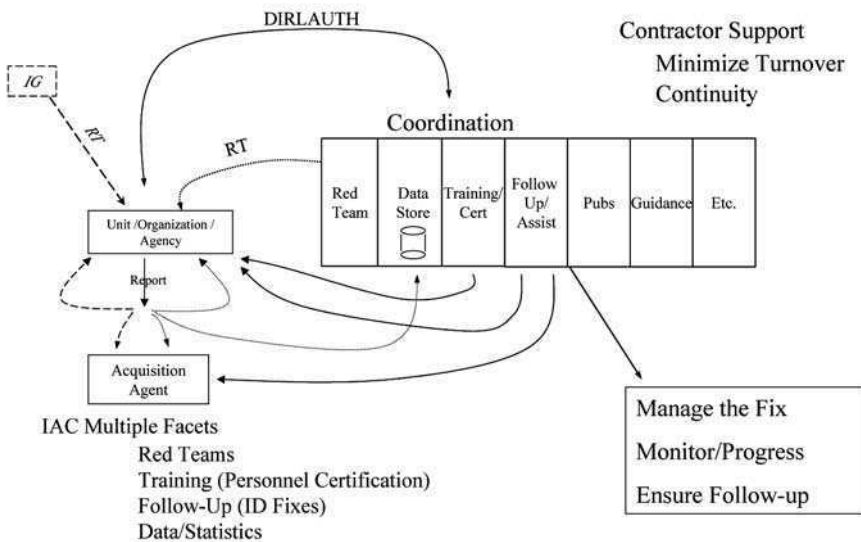 DIRLAUTH
Contractor Support
Minimize Turnover
Continuity
IG
RT
Coordination
RT
Red
Team
Data
Store
Training/
Cert
Follow
Up/
Assist
Pubs
Guidance
Etc.
Unit /Organization /
Agency
Report
Acquisition
Agent
IAC Multiple Facets
Red Teams
Training (Personnel Certification)
Follow-Up (ID Fixes)
Data/Statistics
Manage the Fix
Monitor/Progress
Ensure Follow-up